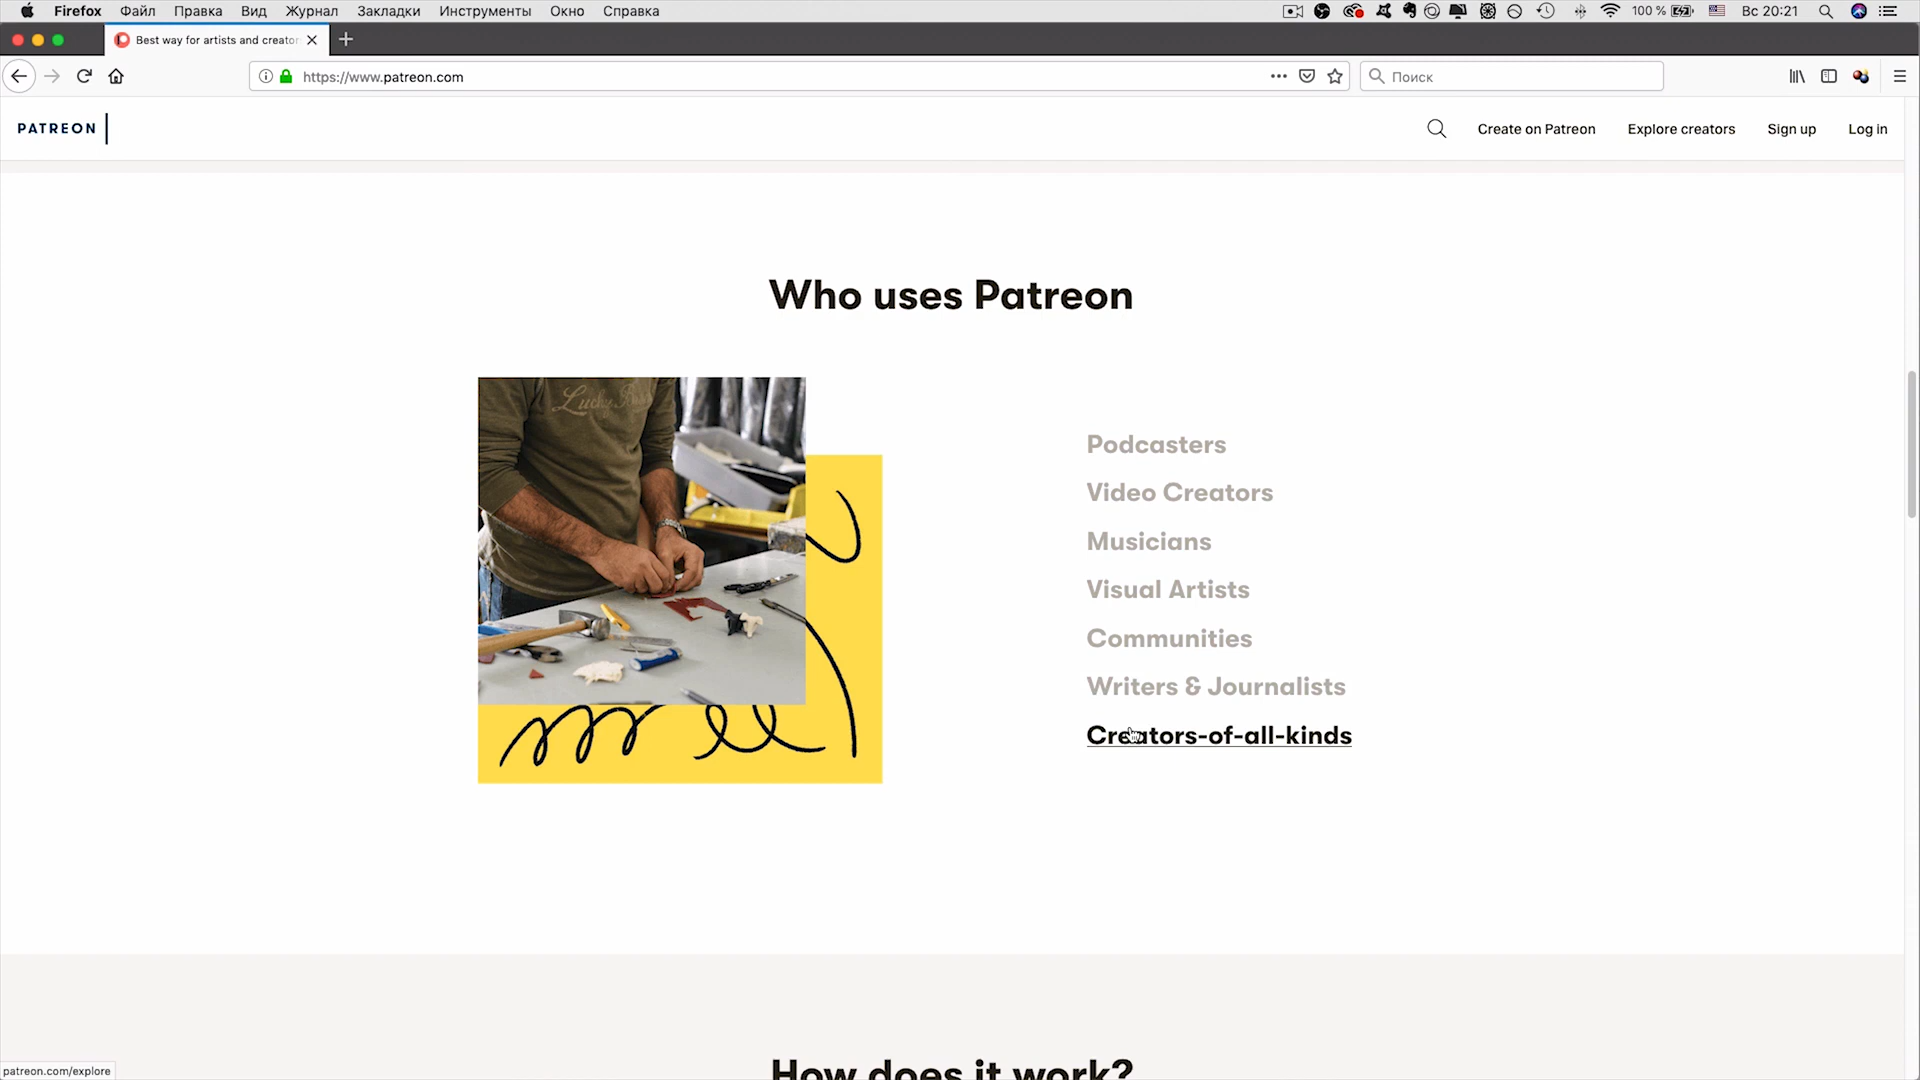 Firefox Файл Правка Вид Журнал Закладки Инструменты Окно Справка 100 % Вс 20:21
Best way for artists and creator
https://www.patreon.com Поиск
PATREON Create on Patreon Explore creators Sign up Log in
Who uses Patreon
Lucky
Podcasters
Video Creators
Musicians
Visual Artists
Communities
Writers & Journalists
Creators-of-all-kinds
How does it work?
patreon.com/explore